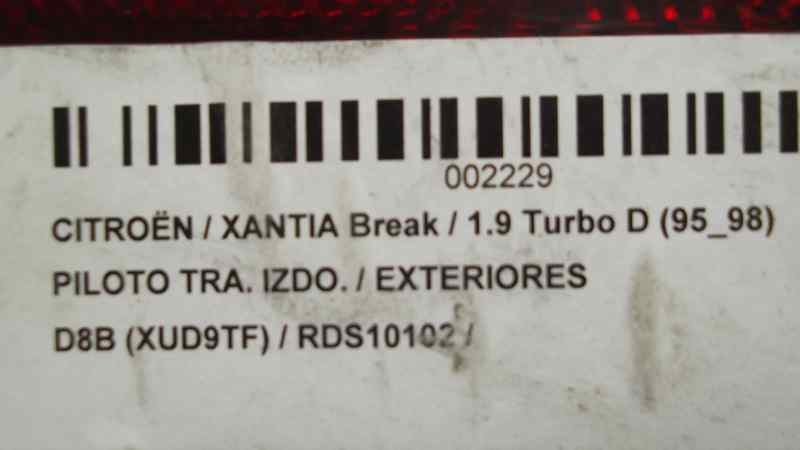 002229
CITROËN / XANTIA Break / 1.9 Turbo D (95_98)
PILOTO TRA. IZDO. / EXTERIORES
D8B (XUD9TF) / RDS10102 /